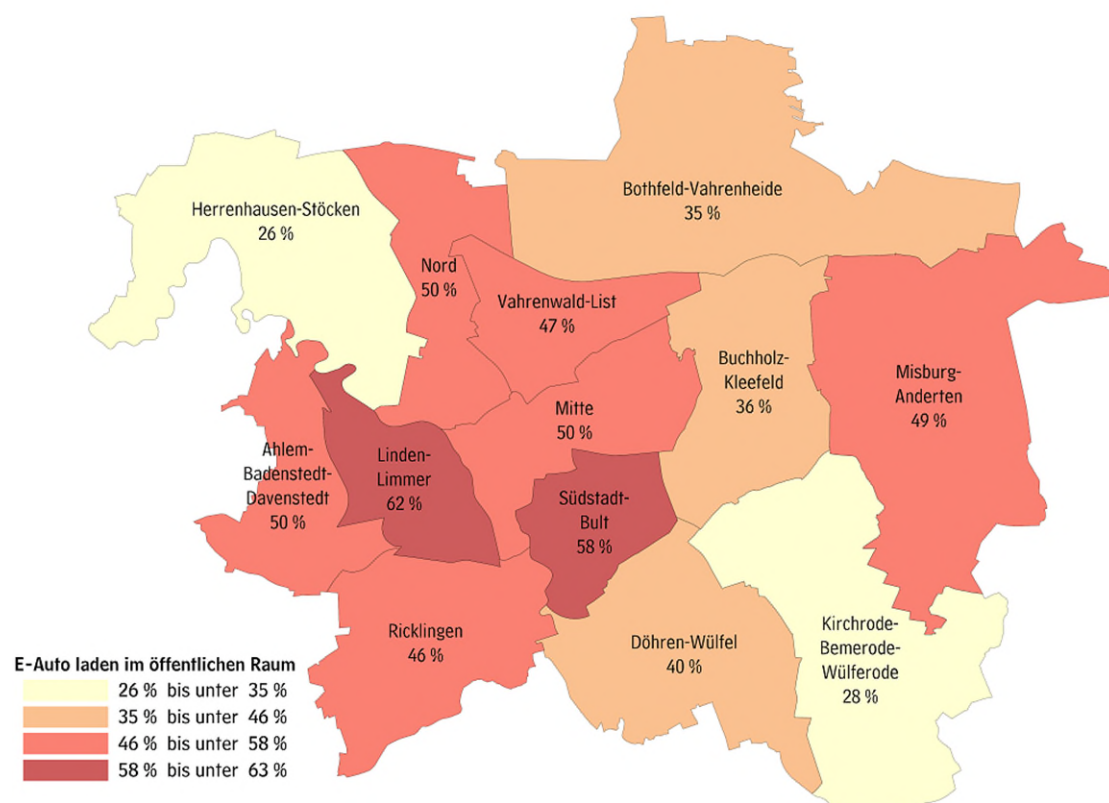 Bothfeld-Vahrenheide
35 %
Herrenhausen-Stöcken
26 %
Nord
50 %
Vahrenwald-List
47 %
Buchholz-
Kleefeld
36 %
Misburg-
Anderten
49 %
Mitte
50 %
Ahlem-
Badenstedt-
Davenstedt
50 %
Linden-
Limmer
62 %
Südstadt-
Bult
58 %
Ricklingen
46 %
Döhren-Wülfel
40 %
Kirchrode-
Bemerode-
Wülferode
28 %
E-Auto laden im öffentlichen Raum
26 % bis unter 35 %
35 % bis unter 46 %
46 % bis unter 58 %
58 % bis unter 63 %